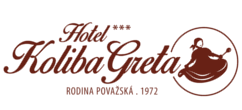 Hotel ***
Koliba Greta
RODINA POVAŽSKÁ . 1972